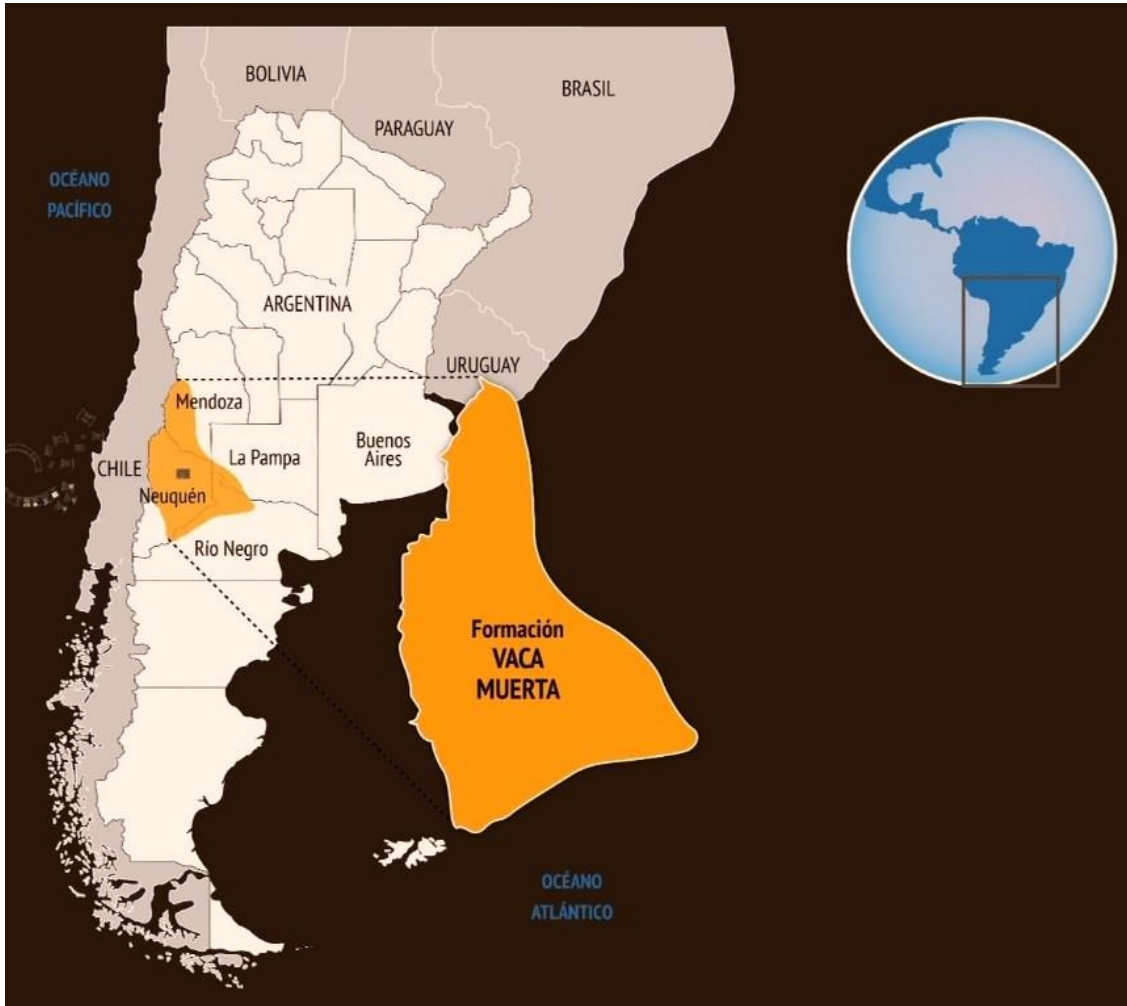 BOLIVIA
BRASIL
PARAGUAY
OCÉANO
PACÍFICO
ARGENTINA
URUGUAY
Mendoza
Buenos
Aires
La Pampa
CHILE
Neuquén
Río Negro
Formación
VACA
MUERTA
OCÉANO
ATLÁNTICO